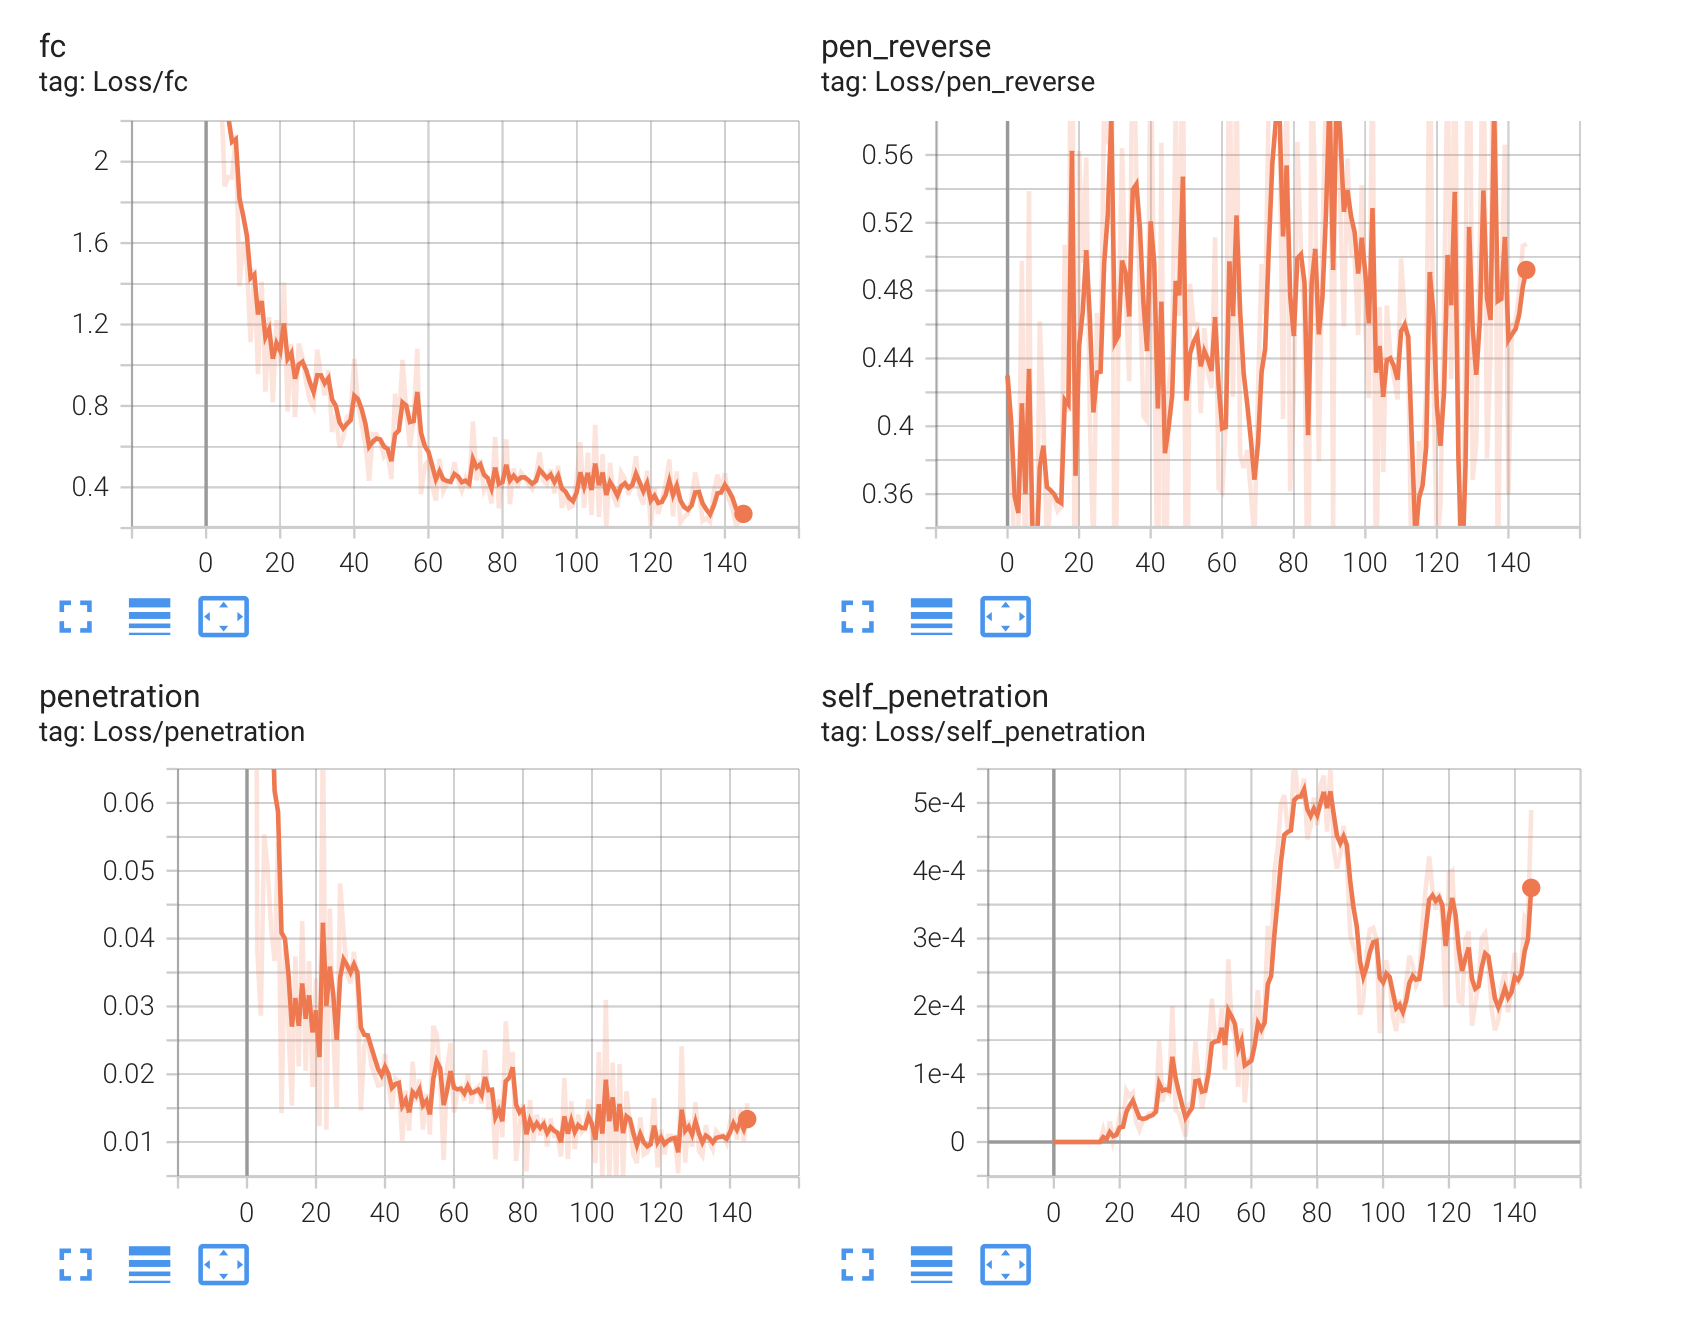 fc
tag: Loss/fc
2
1.6
1.2
0.8
0.4
0 20 40 60 80 100 120 140
pen_reverse
tag: Loss/pen_reverse
0.56
0.52
0.48
0.44
0.4
0.36
0 20 40 60 80 100 120 140
penetration
tag: Loss/penetration
0.06
0.05
0.04
0.03
0.02
0.01
0 20 40 60 80 100 120 140
self_penetration
tag: Loss/self_penetration
5e-4
4e-4
3e-4
2e-4
1e-4
0
0 20 40 60 80 100 120 140